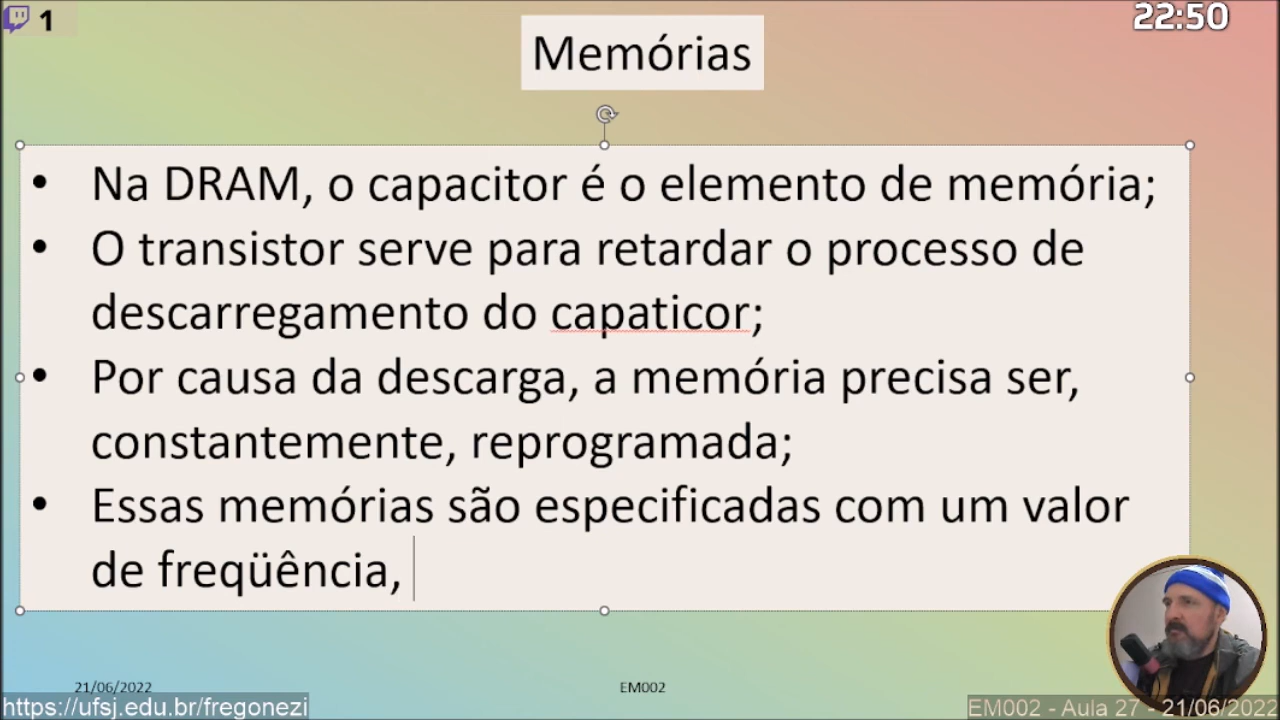 1
22:50
Memórias
• Na DRAM, o capacitor é o elemento de memória;
• O transistor serve para retardar o processo de
descarregamento do capaticor;
• Por causa da descarga, a memória precisa ser,
constantemente, reprogramada;
• Essas memórias são especificadas com um valor
de freqüência,
21/06/2022
EM002
https://ufsj.edu.br/fregonezi
EM002 - Aula 27 - 21/06/2022